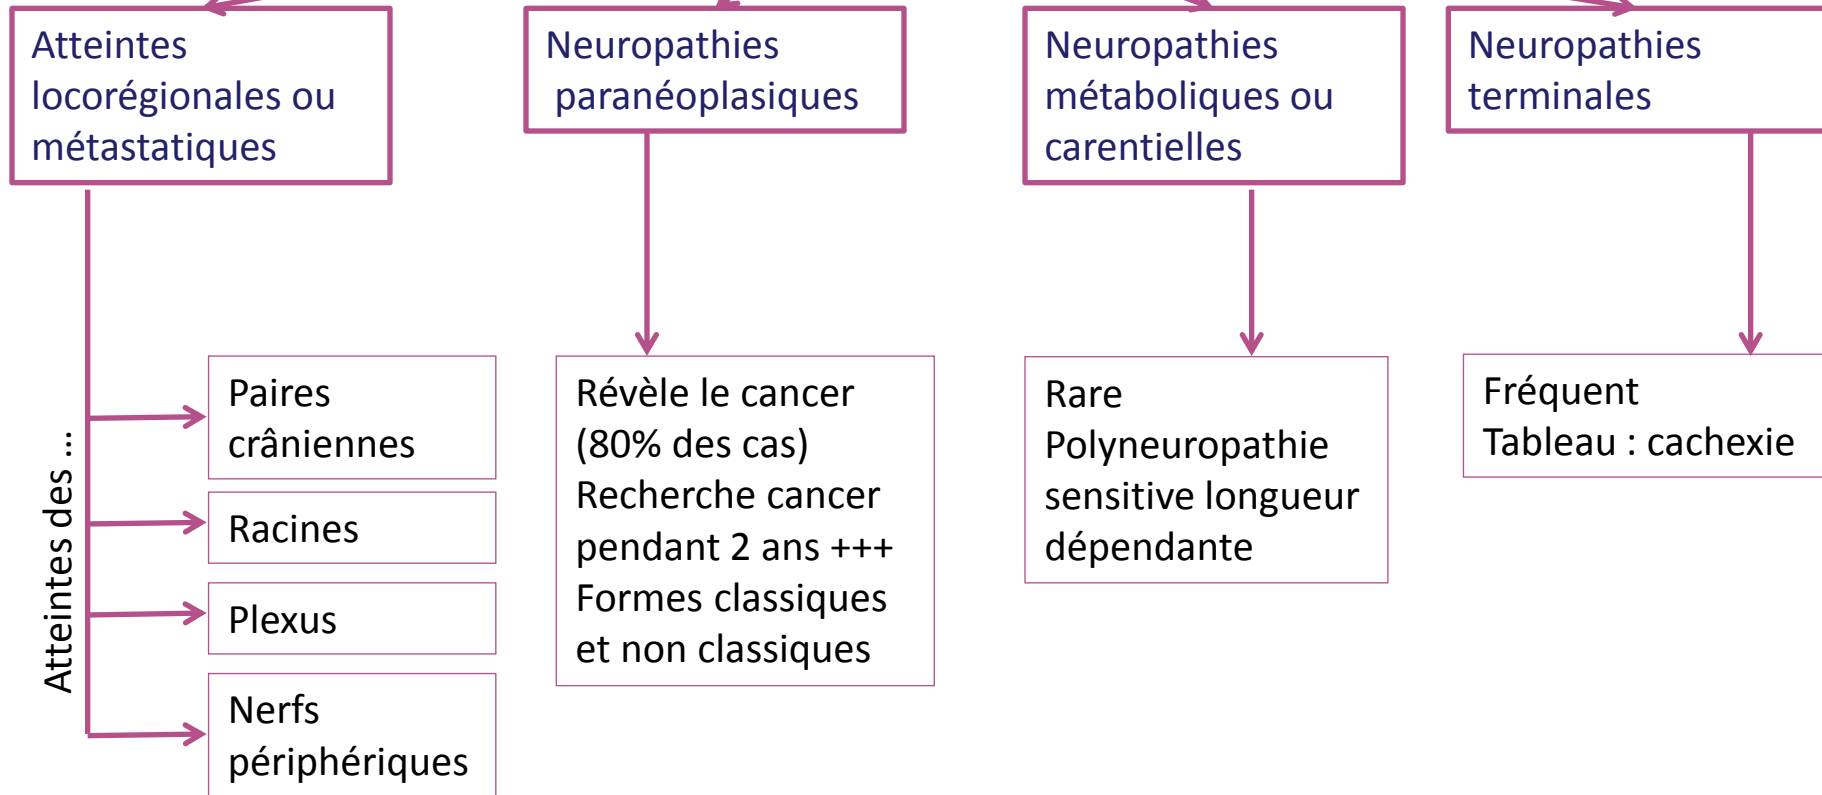 Atteintes
locorégionales ou
métastatiques
Neuropathies
paranéoplasiques
Neuropathies
métaboliques ou
carentielles
Neuropathies
terminales
Atteintes des ...
Paires
crâniennes
Racines
Plexus
Nerfs
périphériques
Révèle le cancer
(80% des cas)
Recherche cancer
pendant 2 ans +++
Formes classiques
et non classiques
Rare
Polyneuropathie
sensitive longueur
dépendante
Fréquent
Tableau : cachexie